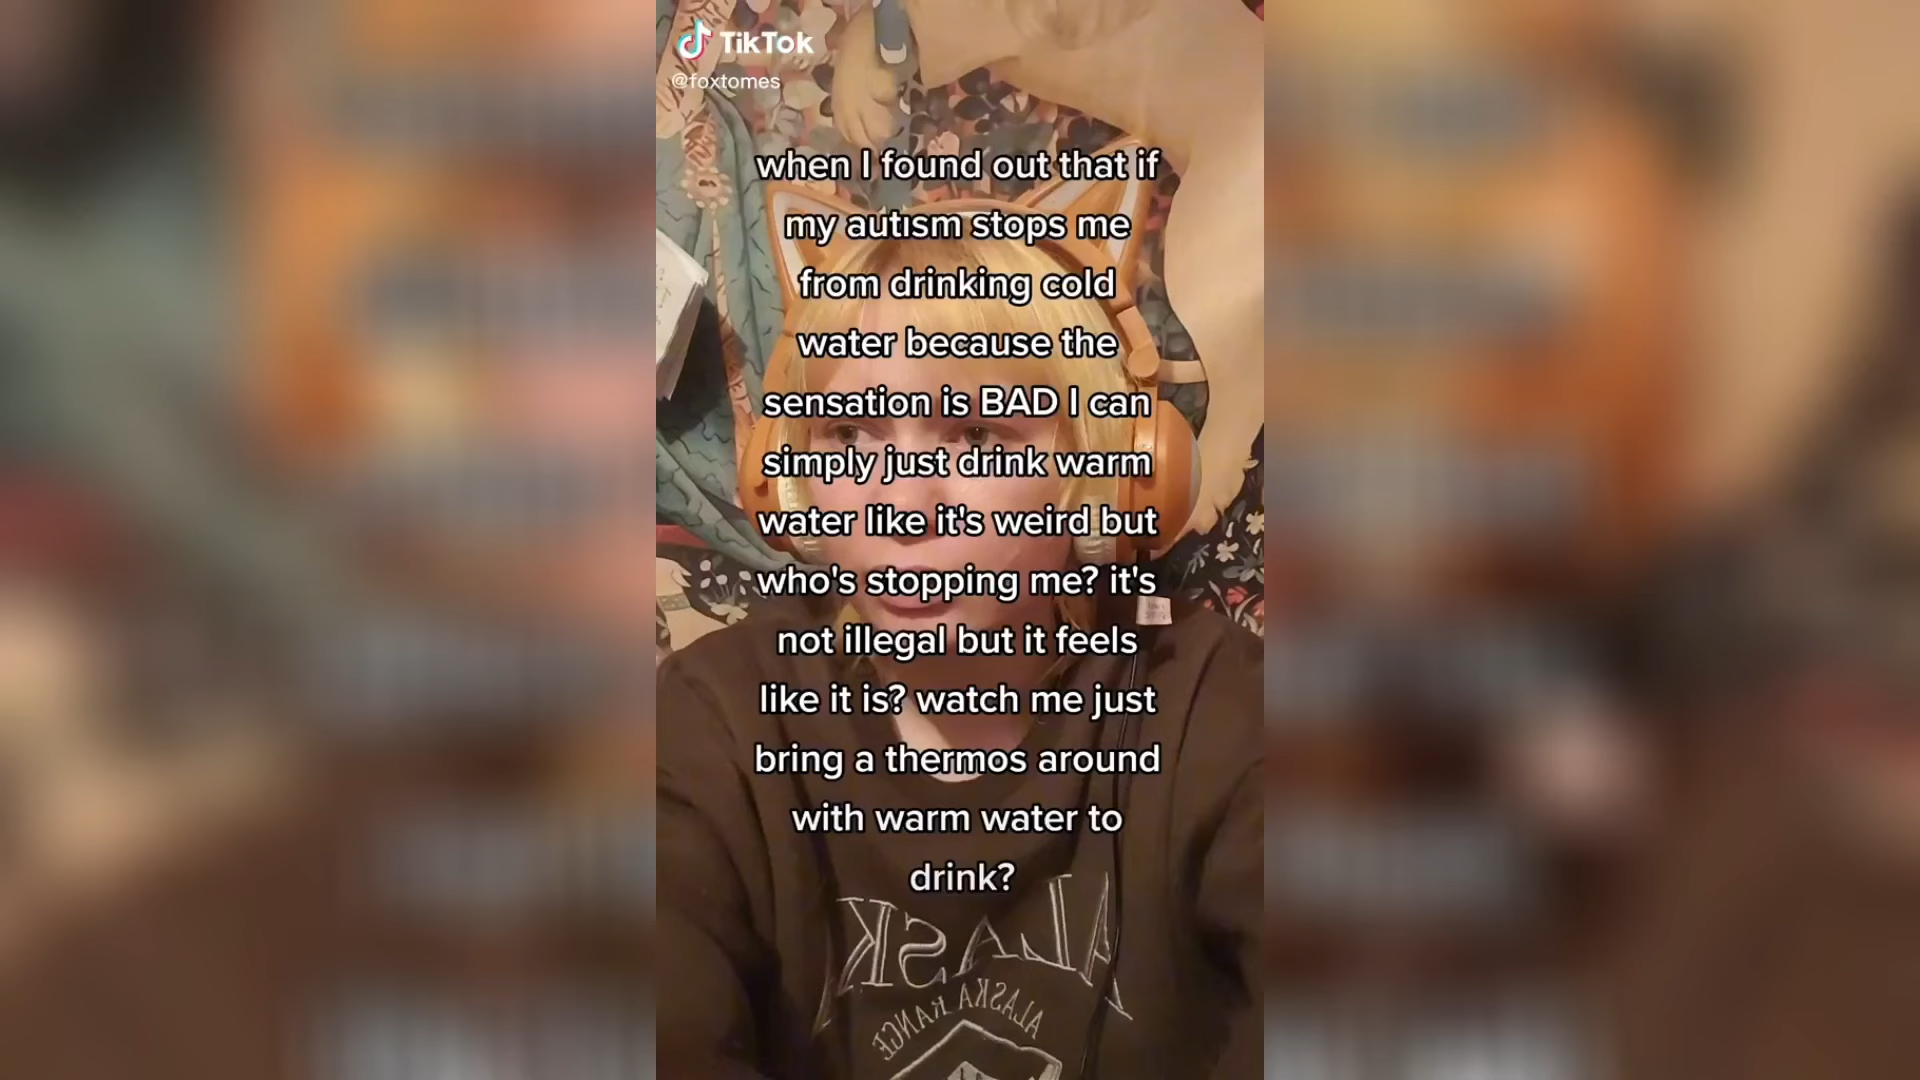 TikTok
@foxtomes
when I found out that if
my autism stops me
from drinking cold
water because the
sensation is BAD I can
simply just drink warm
water like it's weird but
who's stopping me? it's
not illegal but it feels
like it is? watch me just
bring a thermos around
with warm water to
drink?
ALASK
ALASKA RANGE